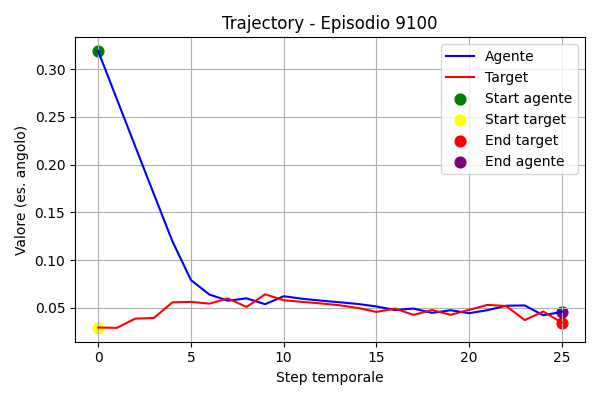 Trajectory - Episodio 9100
Agente
Target
Start agente
Start target
End target
End agente
Valore (es. angolo)
0.30
0.25
0.20
0.15
0.10
0.05
0 5 10 15 20 25
Step temporale